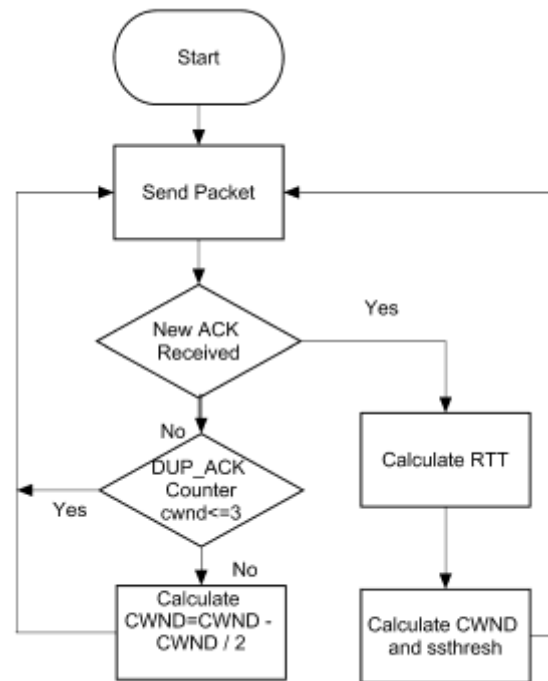 Start
Send Packet
New ACK
Received
Yes
No
DUP_ACK
Counter
cwnd<=3
Yes
No
Calculate
CWND=CWND -
CWND / 2
Calculate RTT
Calculate CWND
and ssthresh